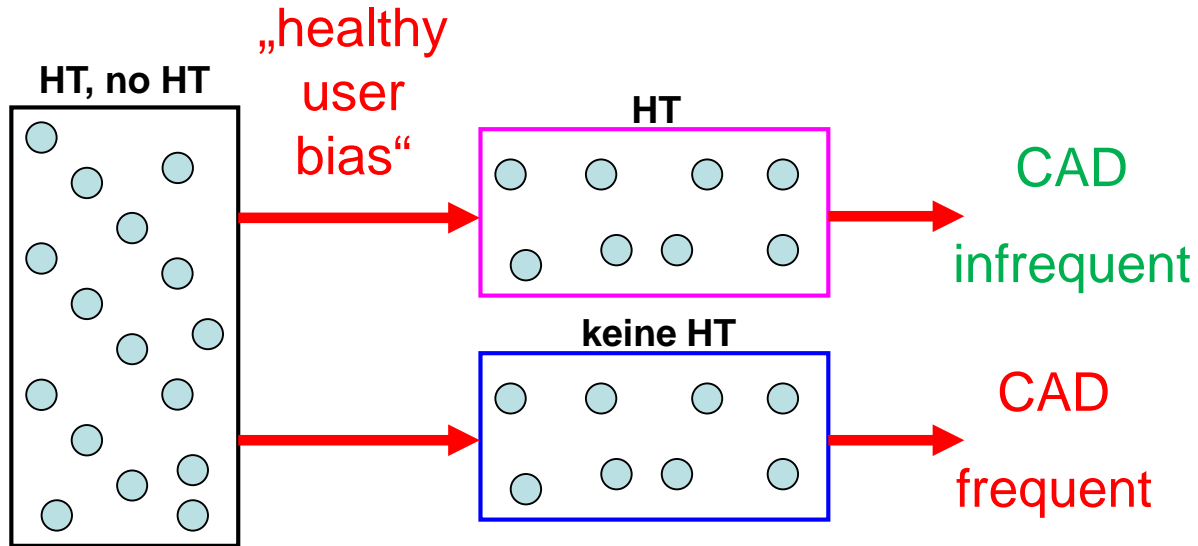 HT, no HT
„healthy
user
bias“
HT
CAD
infrequent
keine HT
CAD
frequent